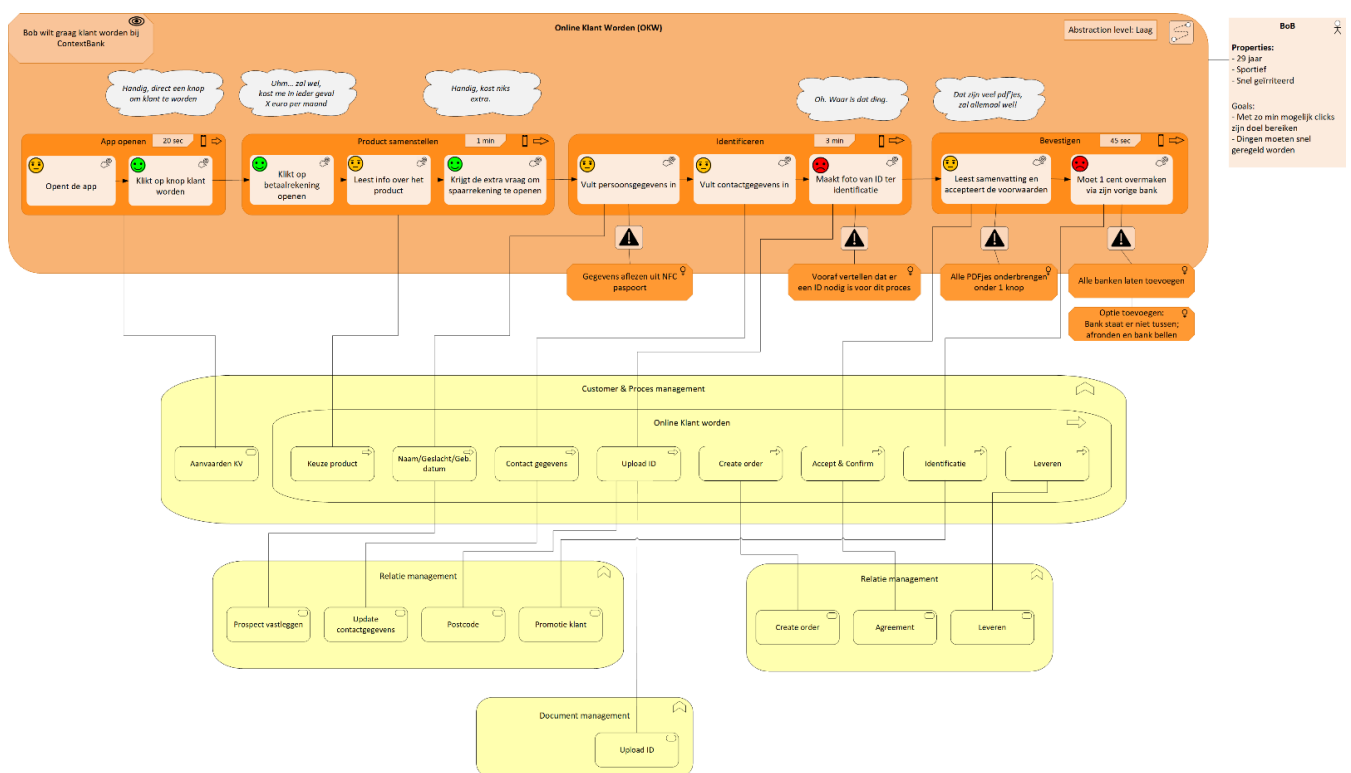 Bob wilt graag klant worden bij
ContextBank
Online Klant Worden (OKW)
Abstraction level: Laag
BoB
Properties:
- 29 jaar
- Sportief
- Snel geïrriteerd
Goals:
- Met zo min mogelijk clicks
zijn doel bereiken
- Dingen moeten snel
geregeld worden
Handig, direct een knop
om klant te worden
Uhm... zal wel,
kost me in ieder geval
X euro per maand
Handig, kost niks
extra.
Oh. Waar is dat ding.
Dat zijn veel pdf'jes,
zal allemaal wel!
App openen
20 sec
Opent de app
Klikt op knop klant
worden
Product samenstellen
1 min
Klikt op
betaalrekening
openen
Leest info over het
product
Krijgt de extra vraag om
spaarrekening te openen
Identificeren
3 min
Vult persoonsgegevens in
Vult contactgegevens in
Maakt foto van ID ter
identificatie
Bevestigen
45 sec
Leest samenvatting en
accepteert de voorwaarden
Moet 1 cent overmaken
via zijn vorige bank
Gegevens aflezen uit NFC
paspoort
Vooraf vertellen dat er
een ID nodig is voor dit proces
Alle PDFjes onderbrengen
onder 1 knop
Alle banken laten toevoegen
Optie toevoegen:
Bank staat er niet tussen;
afronden en bank bellen
Customer & Proces management
Online Klant worden
Aanvaarden KV
Keuze product
Naam/Geslacht/Geb.
datum
Contact gegevens
Upload ID
Create order
Accept & Confirm
Identificatie
Leveren
Relatie management
Prospect vastleggen
Update
contactgegevens
Postcode
Promotie klant
Relatie management
Create order
Agreement
Leveren
Document management
Upload ID